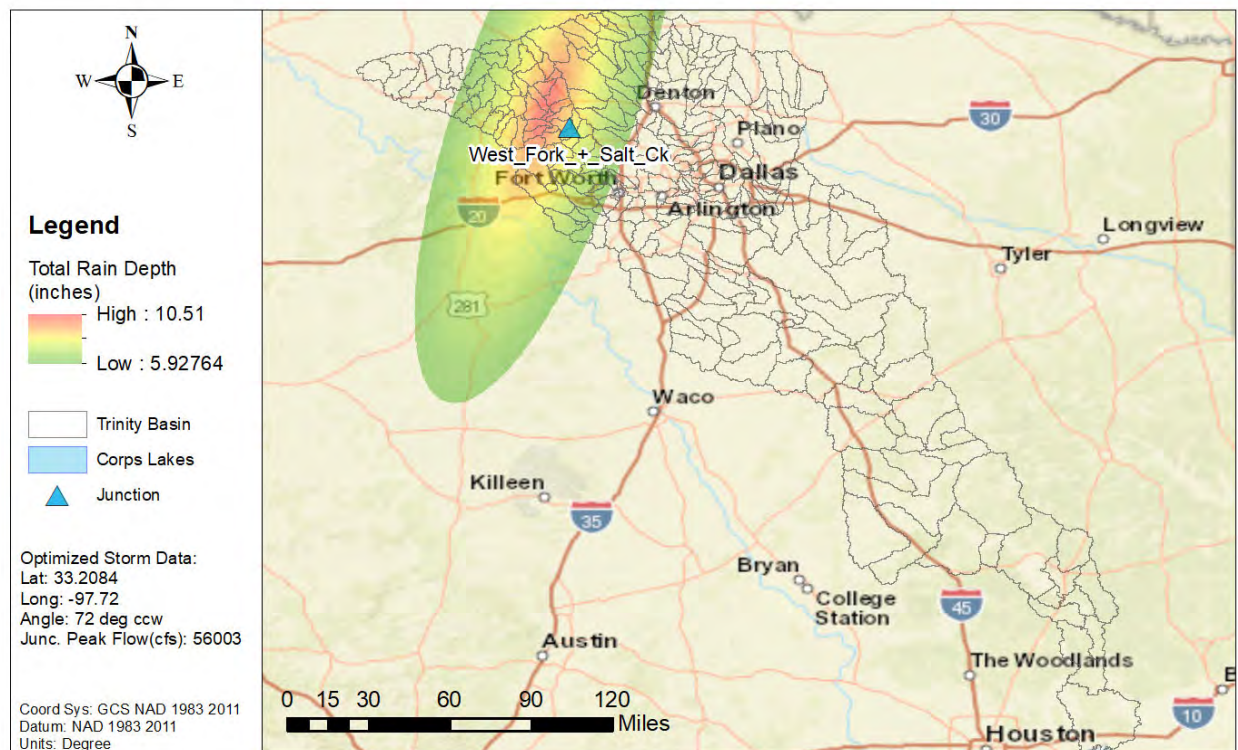 N
W
E
S
Legend
Total Rain Depth
(inches)
High : 10.51
Low : 5.92764
Trinity Basin
Corps Lakes
Junction
Optimized Storm Data:
Lat: 33.2084
Long: -97.72
Angle: 72 deg ccw
Junc. Peak Flow(cfs): 56003
Coord Sys: GCS NAD 1983 2011
Datum: NAD 1983 2011
Units: Degree
Denton
30
Plano
West_Fork_+_Salt_Ck
Fort Worth
Dallas
20
Arlington
Longview
Tyler
281
Waco
Killeen
35
Bryan
College
Station
45
Austin
The Woodlands
10
Houston
0 15 30 60 90 120
Miles